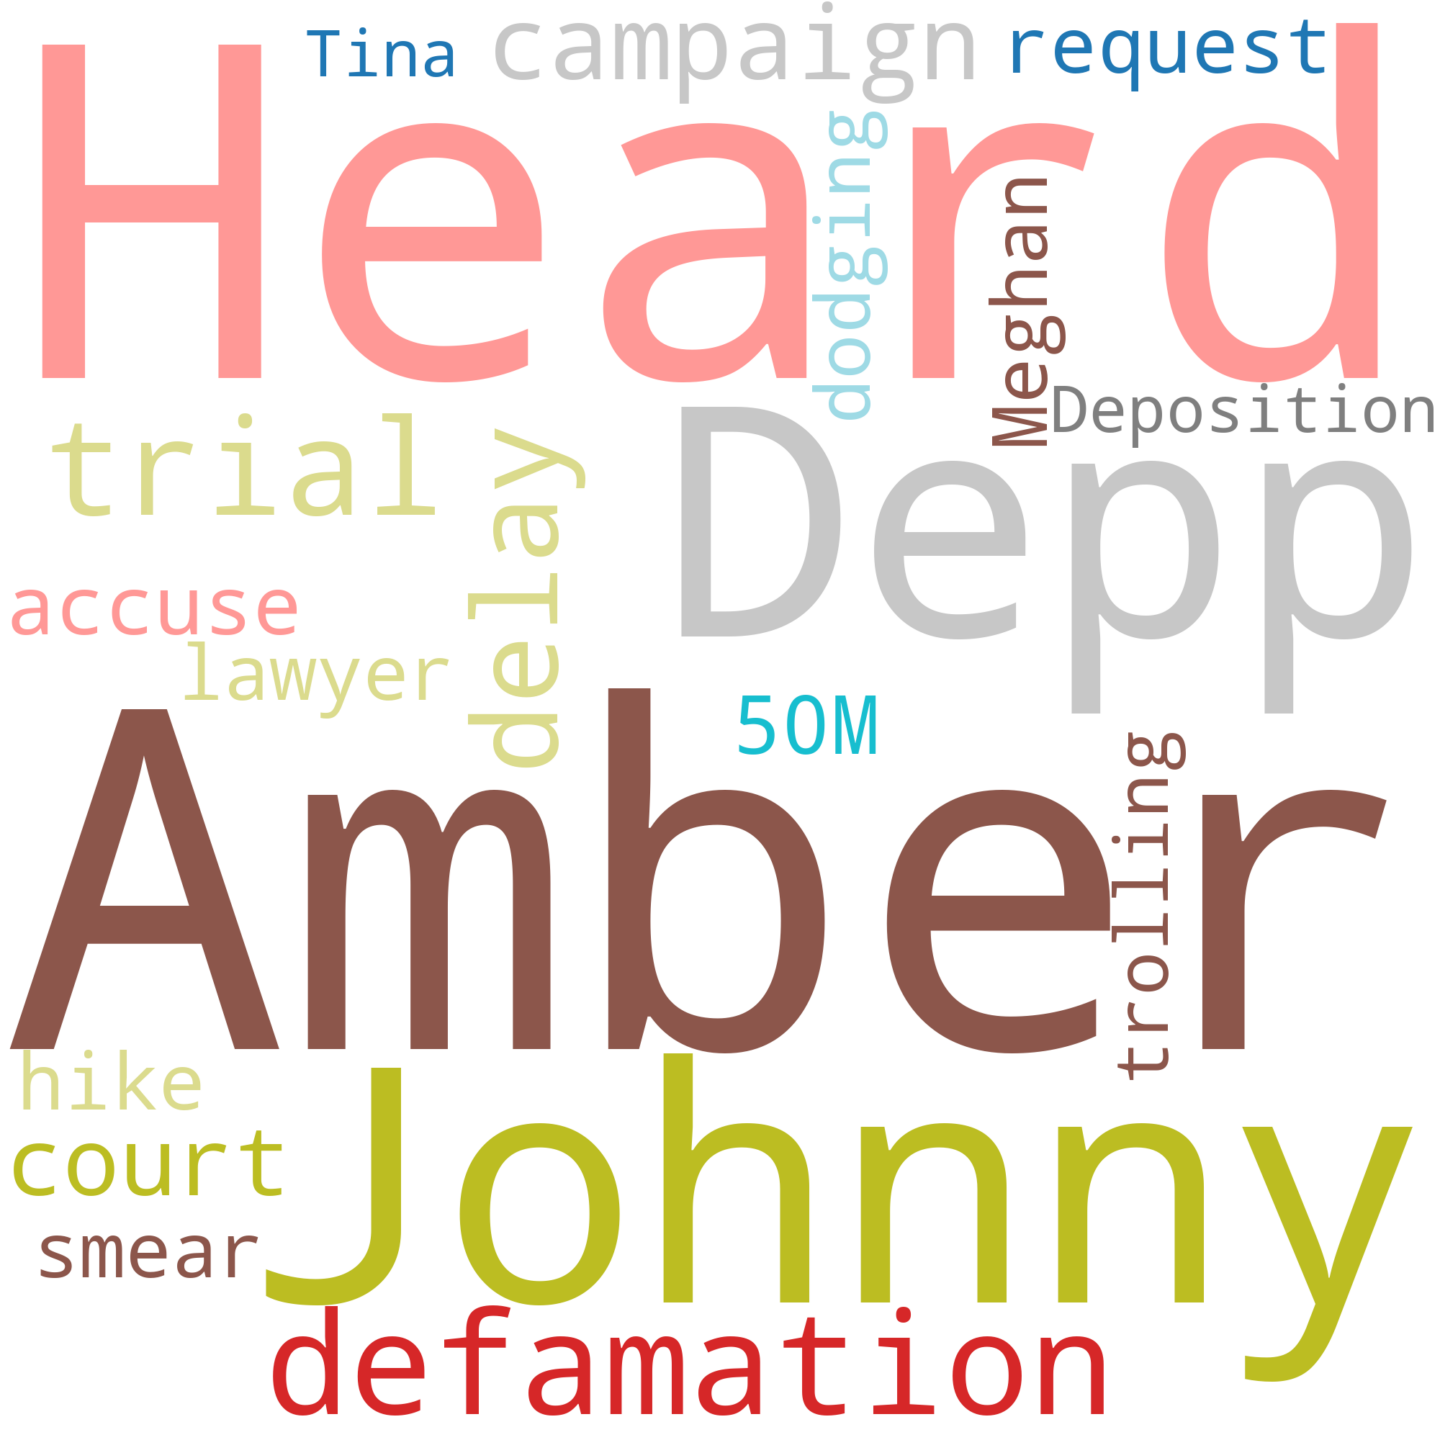 Tina
campaign
request
Heard
dodging
Meghan
Deposition
trial
delay
Depp
accuse
lawyer
50M
Amber
trolling
hike
Johnny
court
smear
defamation